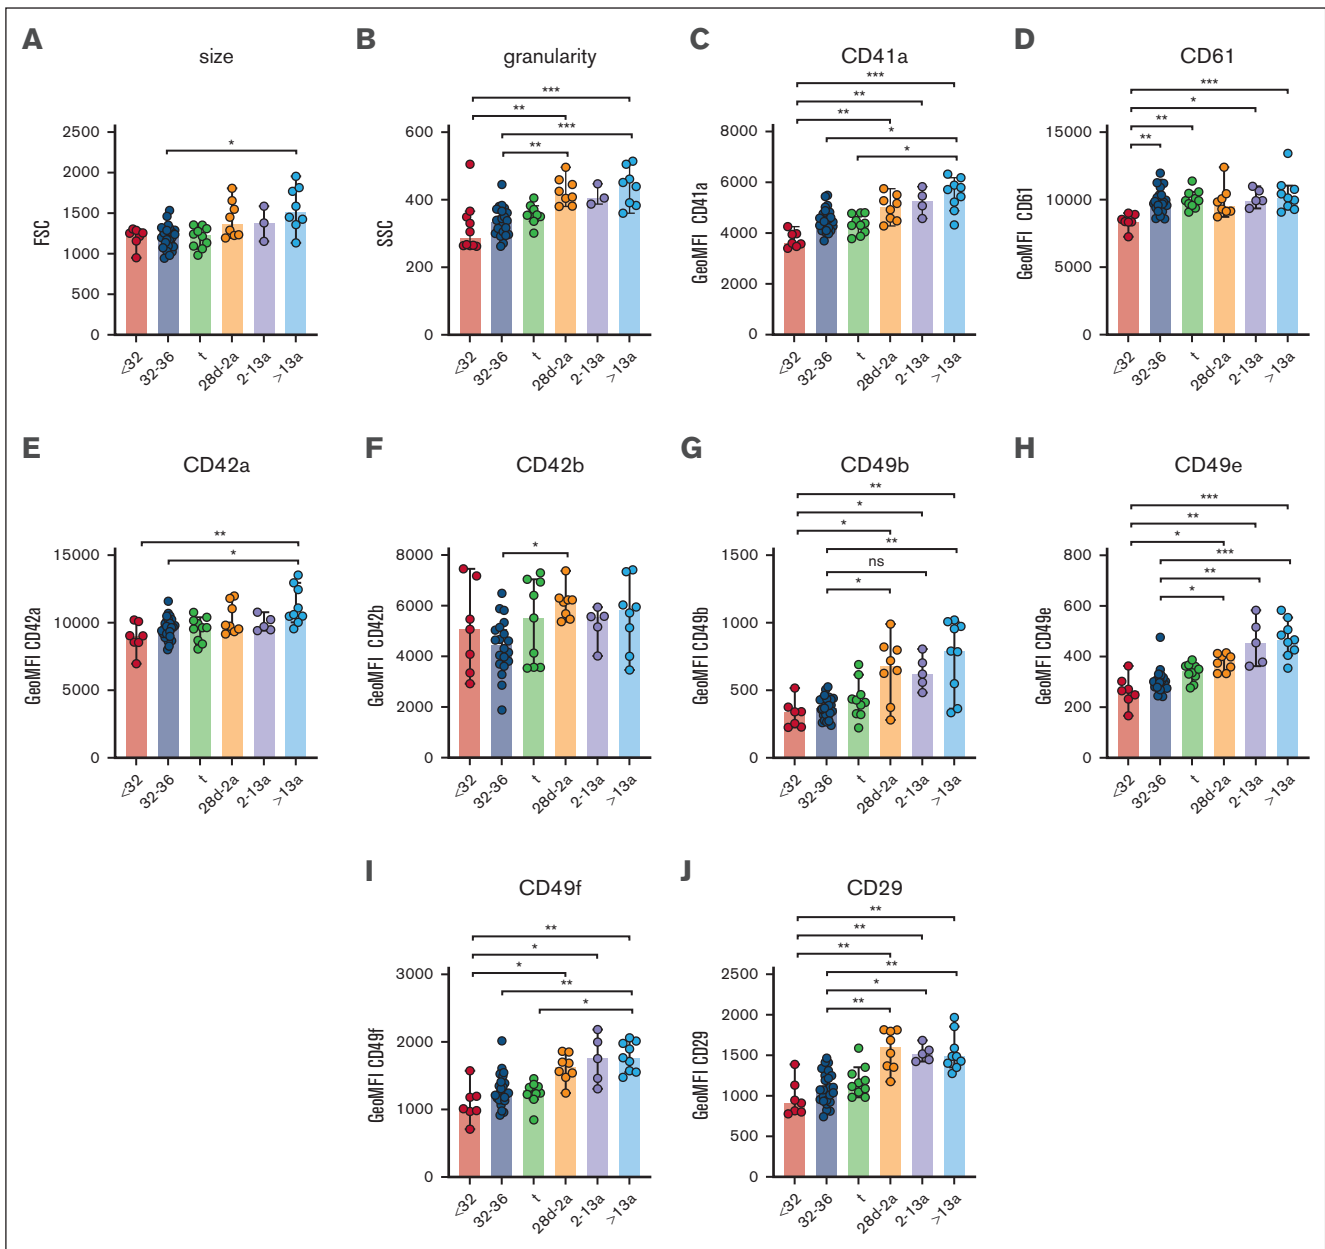 A
size
FSC
2500
2000
1500
1000
500
0
*
<32
32-36
t
28d-2a
2-13a
>13a
B
granularity
SSC
600
400
200
0
***
**
***
**
<32
32-36
t
28d-2a
2-13a
>13a
C
CD41a
GeoMFI CD41a
8000
6000
4000
2000
0
***
**
**
*
*
<32
32-36
t
28d-2a
2-13a
>13a
D
CD61
GeoMFI CD61
15000
10000
5000
0
***
*
**
**
<32
32-36
t
28d-2a
2-13a
>13a
E
CD42a
GeoMFI CD42a
15000
10000
5000
0
**
*
<32
32-36
t
28d-2a
2-13a
>13a
F
CD42b
GeoMFI CD42b
8000
6000
4000
2000
0
*
<32
32-36
t
28d-2a
2-13a
>13a
G
CD49b
GeoMFI CD49b
1500
1000
500
0
**
*
*
**
ns
*
<32
32-36
t
28d-2a
2-13a
>13a
H
CD49e
GeoMFI CD49e
800
600
400
200
0
***
**
*
***
**
*
<32
32-36
t
28d-2a
2-13a
>13a
I
CD49f
GeoMFI CD49f
3000
2000
1000
0
**
*
*
**
*
<32
32-36
t
28d-2a
2-13a
>13a
J
CD29
GeoMFI CD29
2500
2000
1500
1000
500
0
**
**
**
**
*
**
<32
32-36
t
28d-2a
2-13a
>13a